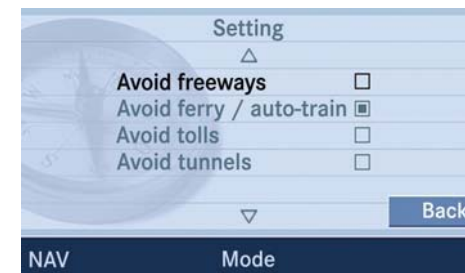 Setting
Avoid freeways
Avoid ferry / auto-train
Avoid tolls
Avoid tunnels
Back
NAV Mode